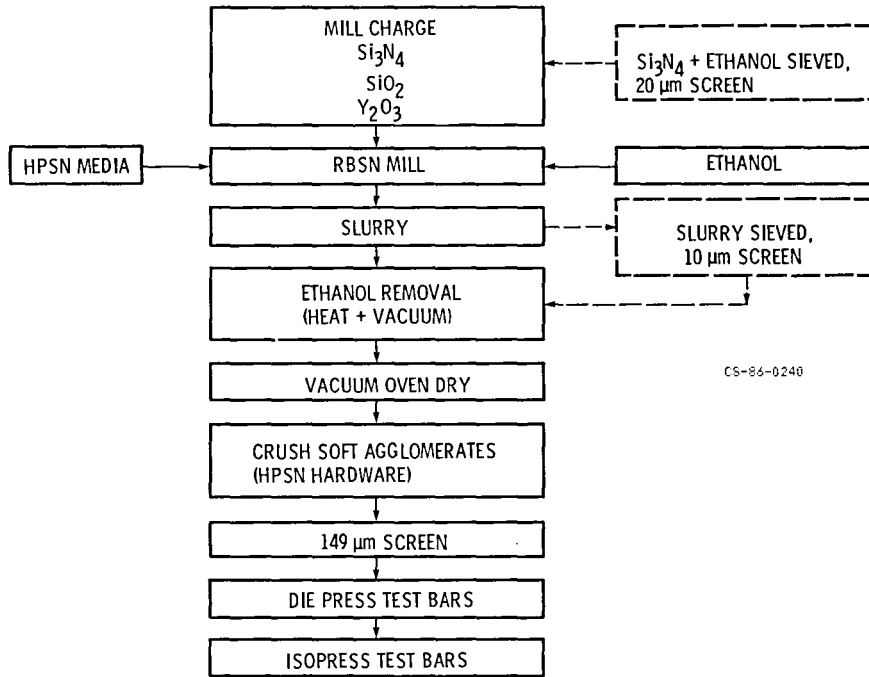 MILL CHARGE
Si3N4
SiO2
Y2O3
Si3N4 + ETHANOL SIEVED,
20 μm SCREEN
HPSN MEDIA
RBSN MILL
ETHANOL
SLURRY
SLURRY SIEVED,
10 μm SCREEN
ETHANOL REMOVAL
(HEAT + VACUUM)
VACUUM OVEN DRY
CS-86-0240
CRUSH SOFT AGGLOMERATES
(HPSN HARDWARE)
149 μm SCREEN
DIE PRESS TEST BARS
ISOPRESS TEST BARS